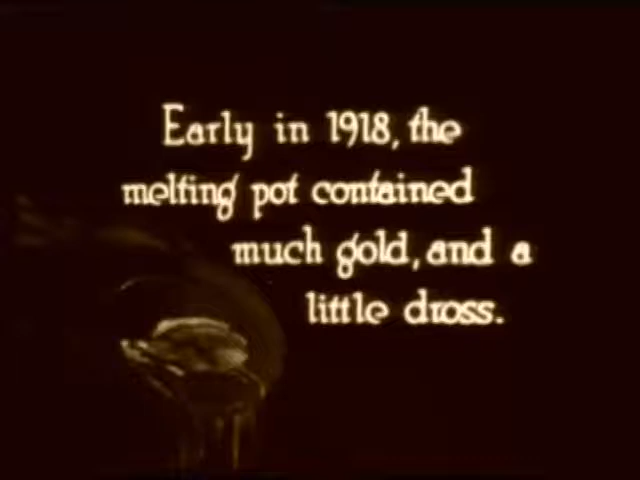 Early in 1918, the
melting pot contained
much gold, and a
little dross.